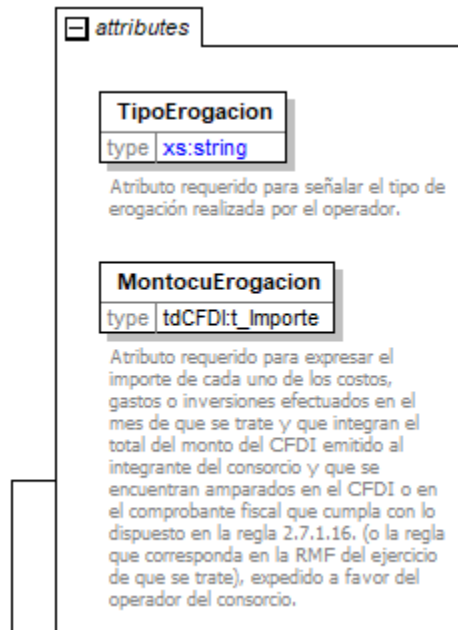 attributes
TipoErogacion
type xs:string
Atributo requerido para señalar el tipo de
erogación realizada por el operador.
MontocuErogacion
type tdCFDI:t_Importe
Atributo requerido para expresar el
importe de cada uno de los costos,
gastos o inversiones efectuados en el
mes de que se trate y que integran el
total del monto del CFDI emitido al
integrante del consorcio y que se
encuentran amparados en el CFDI o en
el comprobante fiscal que cumpla con lo
dispuesto en la regla 2.7.1.16. (o la regla
que corresponda en la RMF del ejercicio
de que se trate), expedido a favor del
operador del consorcio.